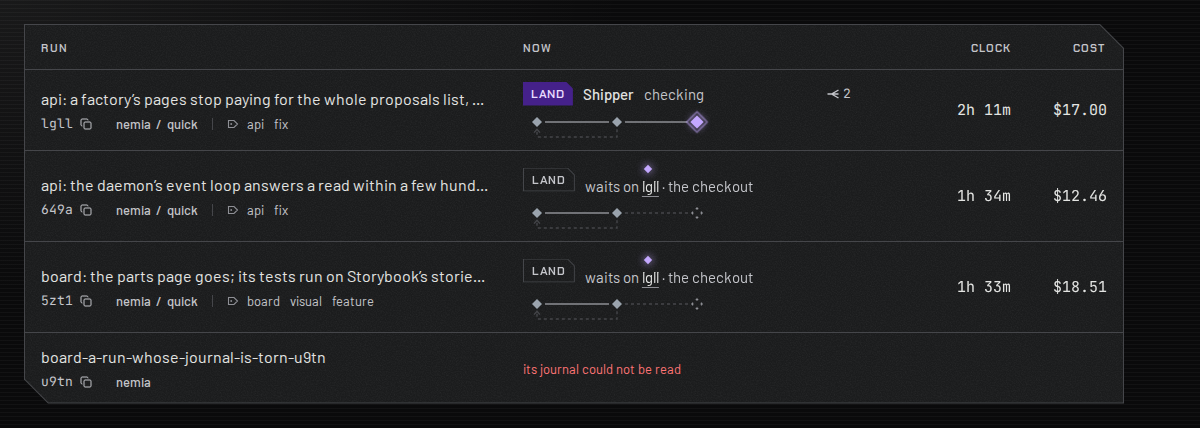 RUN NOW CLOCK COST
api: a factory's pages stop paying for the whole proposals list, ...
lgll nemla / quick api fix
LAND Shipper checking 2
2h 11m $17.00
api: the daemon's event loop answers a read within a few hund...
649a nemla / quick api fix
LAND waits on lgll · the checkout
1h 34m $12.46
board: the parts page goes; its tests run on Storybook's storie...
5zt1 nemla / quick board visual feature
LAND waits on lgll · the checkout
1h 33m $18.51
board-a-run-whose-journal-is-torn-u9tn
u9tn nemla
its journal could not be read